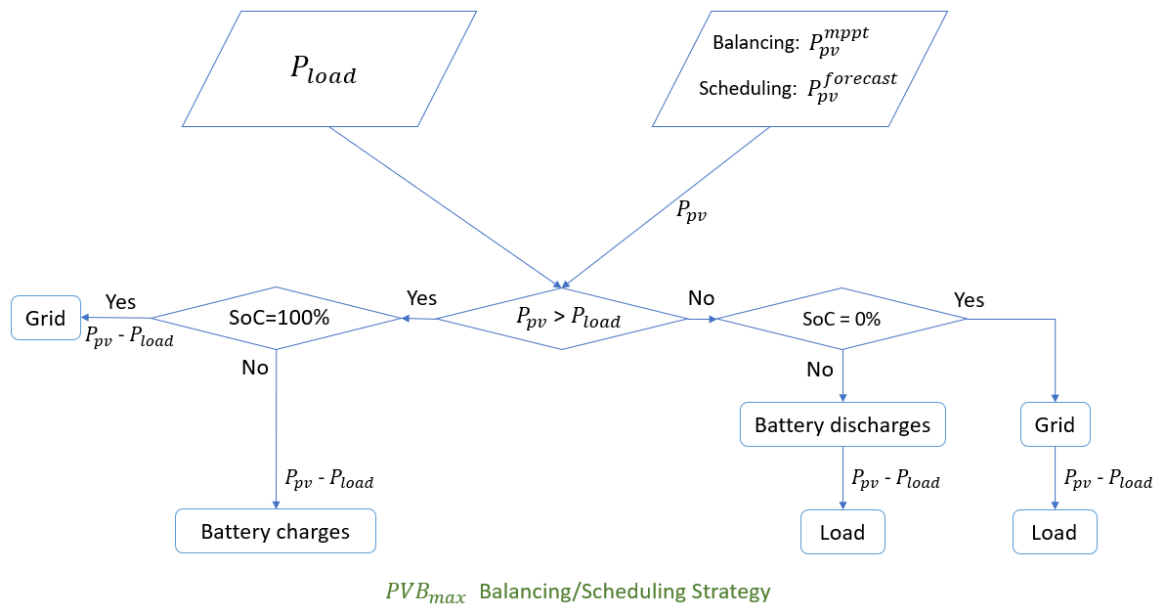 P_load
Balancing: P_pv^mppt
Scheduling: P_pv^forecast
P_pv
Grid
Yes
P_pv - P_load
SoC=100%
Yes
P_pv > P_load
No
SoC = 0%
Yes
No
No
Battery discharges
Grid
P_pv - P_load
P_pv - P_load
P_pv - P_load
Battery charges
Load
Load
PVB_max Balancing/Scheduling Strategy